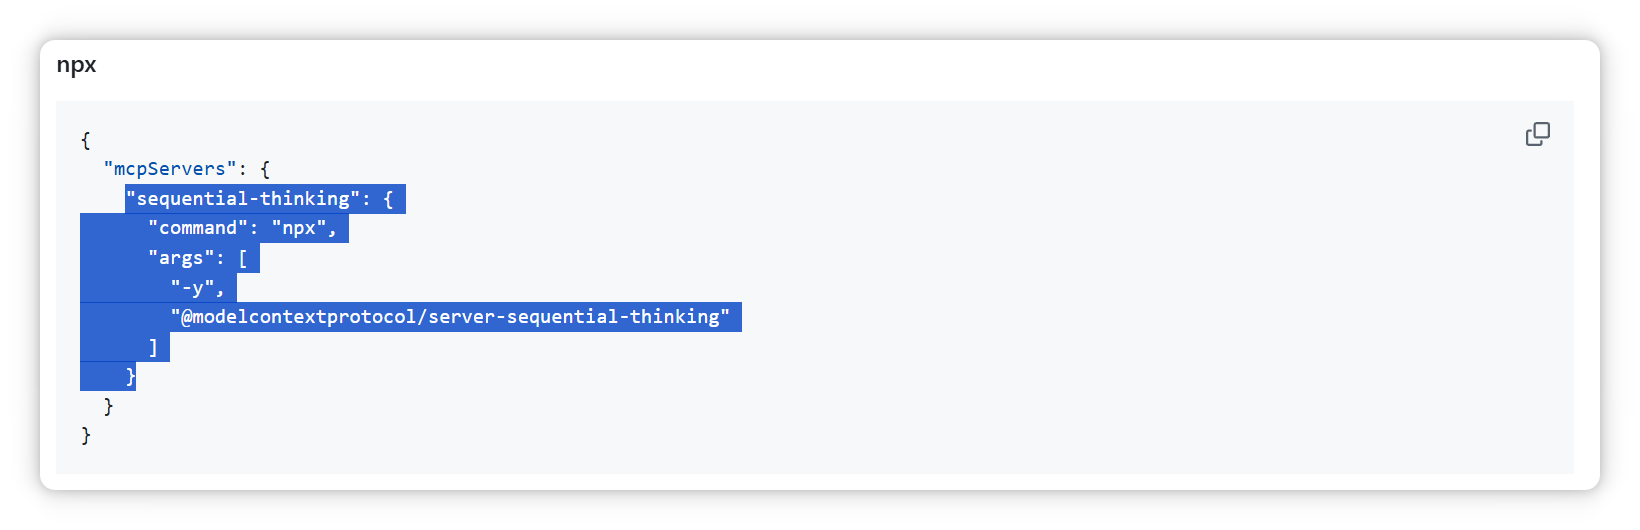 npx
{
  "mcpServers": {
    "sequential-thinking": {
      "command": "npx",
      "args": [
        "-y",
        "@modelcontextprotocol/server-sequential-thinking"
      ]
    }
  }
}